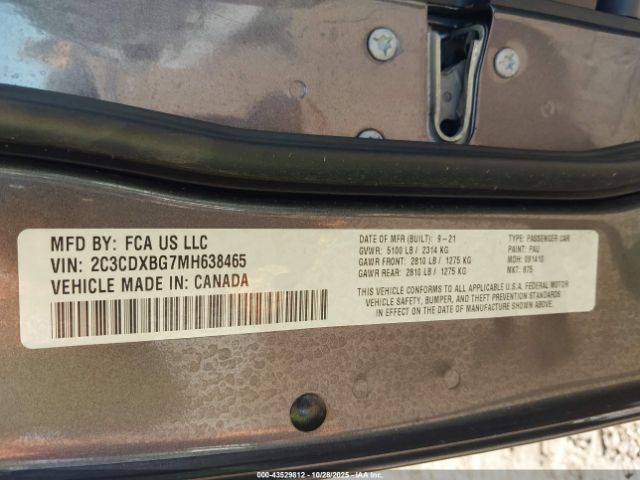 MFD BY: FCA US LLC
VIN: 2C3CDXBG7MH638465
VEHICLE MADE IN: CANADA
DATE OF MFR (BUILT): 9-21
GVWR: 5100 LB / 2314 KG
GAWR FRONT: 2810 LB / 1275 KG
GAWR REAR: 2810 LB / 1275 KG
TYPE: PASSENGER CAR
PAINT: PAU
MDH: 091410
MKT: 875
THIS VEHICLE CONFORMS TO ALL APPLICABLE U.S.A. FEDERAL MOTOR
VEHICLE SAFETY, BUMPER, AND THEFT PREVENTION STANDARDS
IN EFFECT ON THE DATE OF MANUFACTURE SHOWN ABOVE.
000-43529812 - 10/28/2025 - IAA Inc.